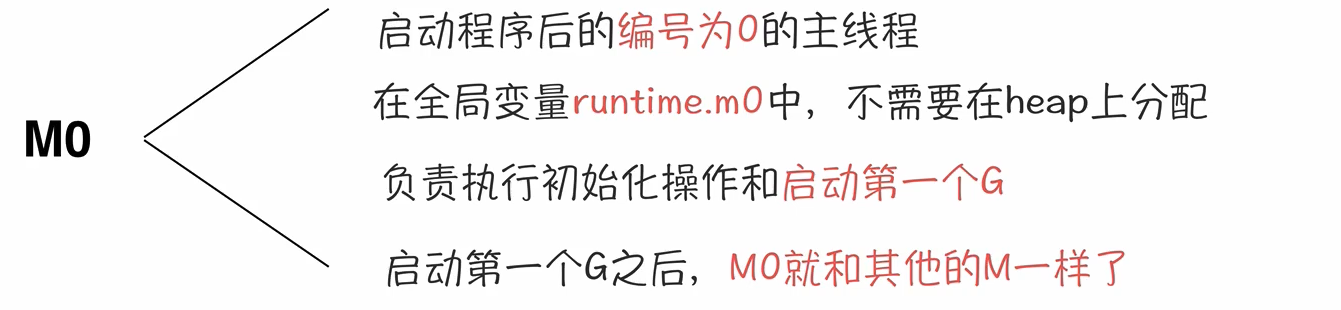 启动程序后的编号为0的主线程
在全局变量runtime.m0中，不需要在heap上分配
M0
负责执行初始化操作和启动第一个G
启动第一个G之后，M0就和其他的M一样了